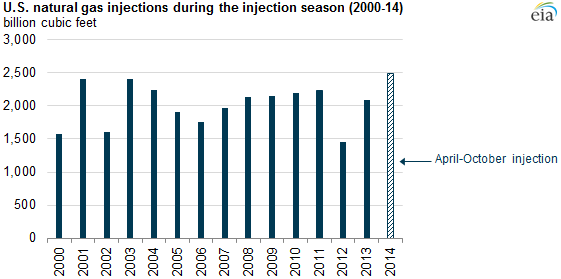 U.S. natural gas injections during the injection season (2000-14)
billion cubic feet
eia
3,000
2,500
2,000
1,500
1,000
500
0
April-October injection
2000 2001 2002 2003 2004 2005 2006 2007 2008 2009 2010 2011 2012 2013 2014